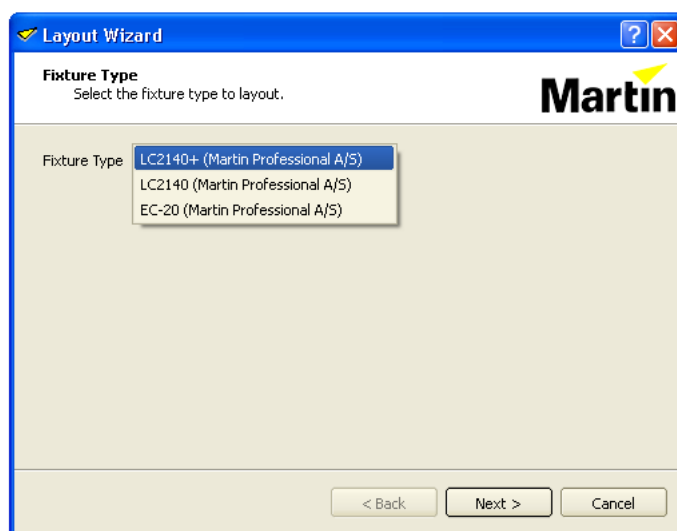 Layout Wizard
Fixture Type
Select the fixture type to layout.
Martin
Fixture Type
LC2140+ (Martin Professional A/S)
LC2140 (Martin Professional A/S)
EC-20 (Martin Professional A/S)
< Back
Next >
Cancel